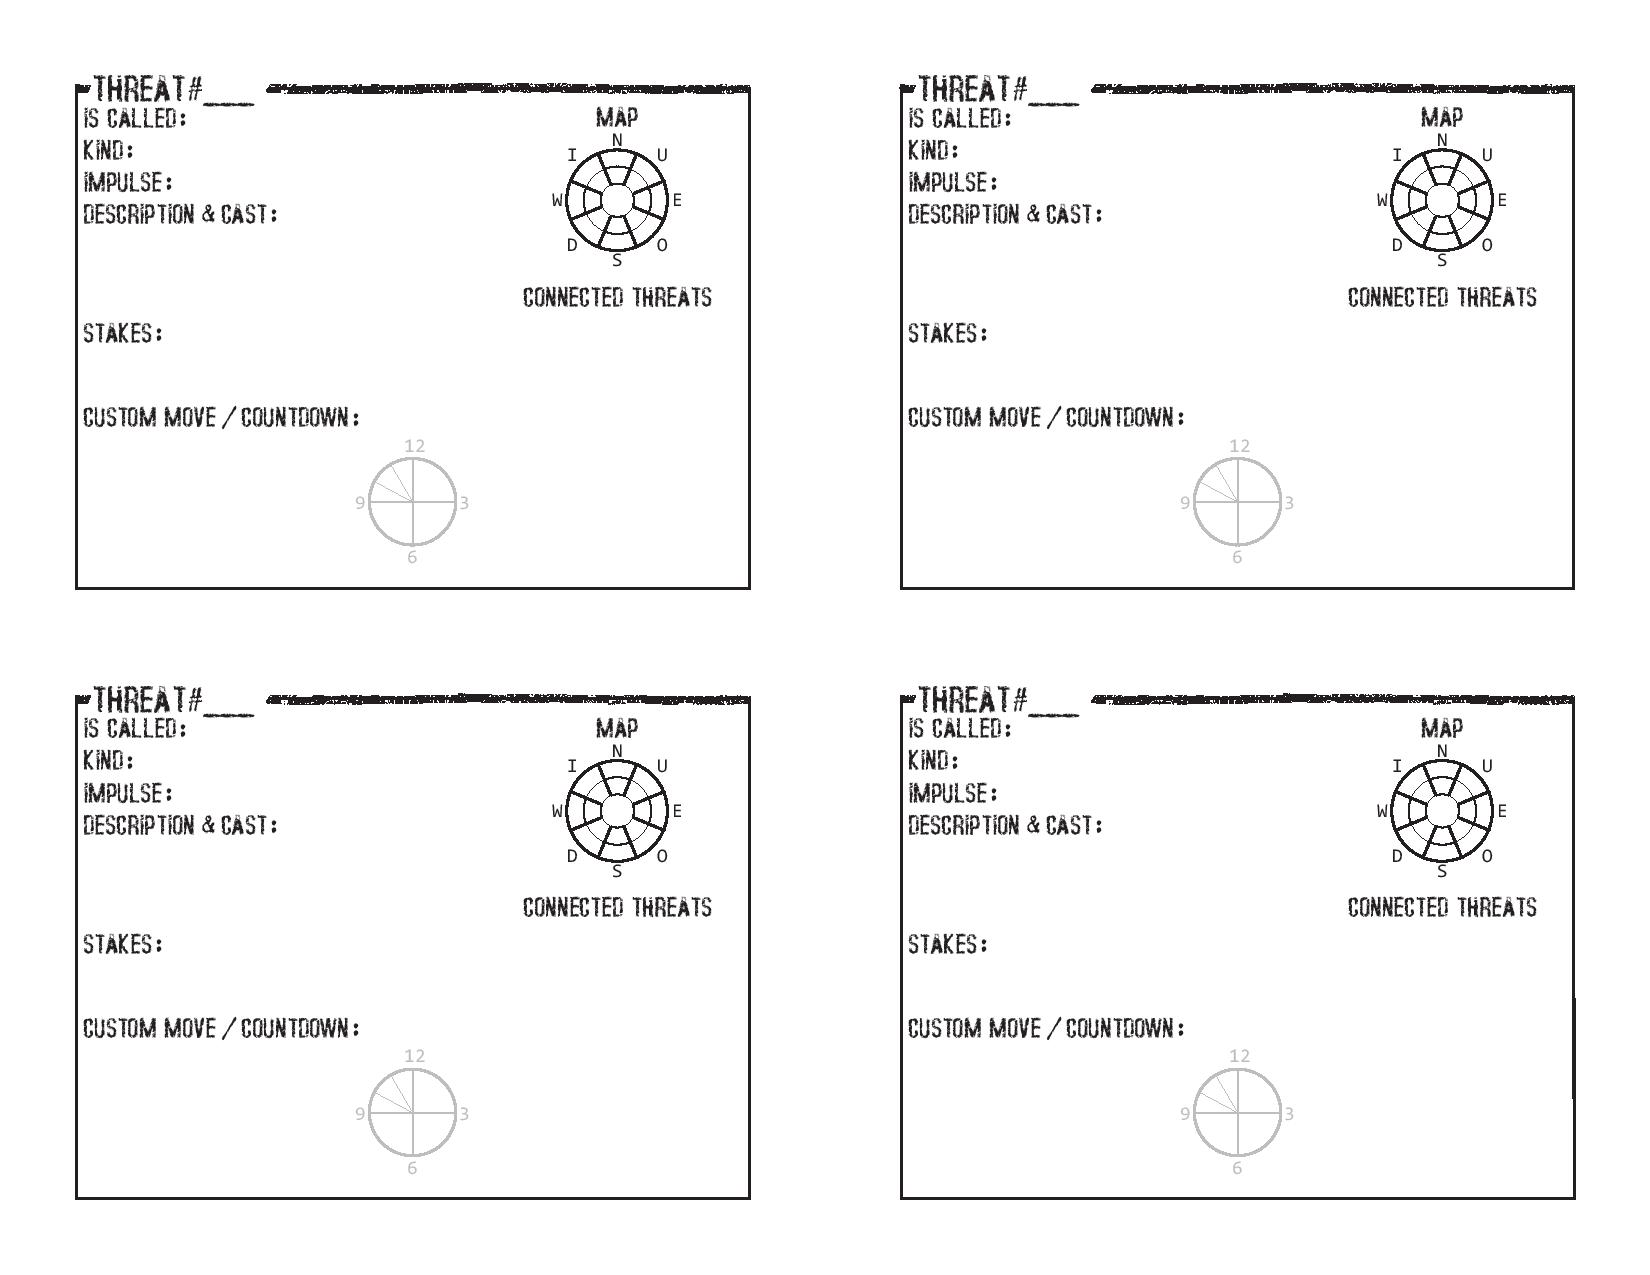 THREAT#___
IS CALLED:
MAP
KIND:
N
I U
IMPULSE:
W E
DESCRIPTION & CAST:
D O
S
CONNECTED THREATS
STAKES:
CUSTOM MOVE / COUNTDOWN:
12
9 3
6
THREAT#___
IS CALLED:
MAP
KIND:
N
I U
IMPULSE:
W E
DESCRIPTION & CAST:
D O
S
CONNECTED THREATS
STAKES:
CUSTOM MOVE / COUNTDOWN:
12
9 3
6
THREAT#___
IS CALLED:
MAP
KIND:
N
I U
IMPULSE:
W E
DESCRIPTION & CAST:
D O
S
CONNECTED THREATS
STAKES:
CUSTOM MOVE / COUNTDOWN:
12
9 3
6
THREAT#___
IS CALLED:
MAP
KIND:
N
I U
IMPULSE:
W E
DESCRIPTION & CAST:
D O
S
CONNECTED THREATS
STAKES:
CUSTOM MOVE / COUNTDOWN:
12
9 3
6